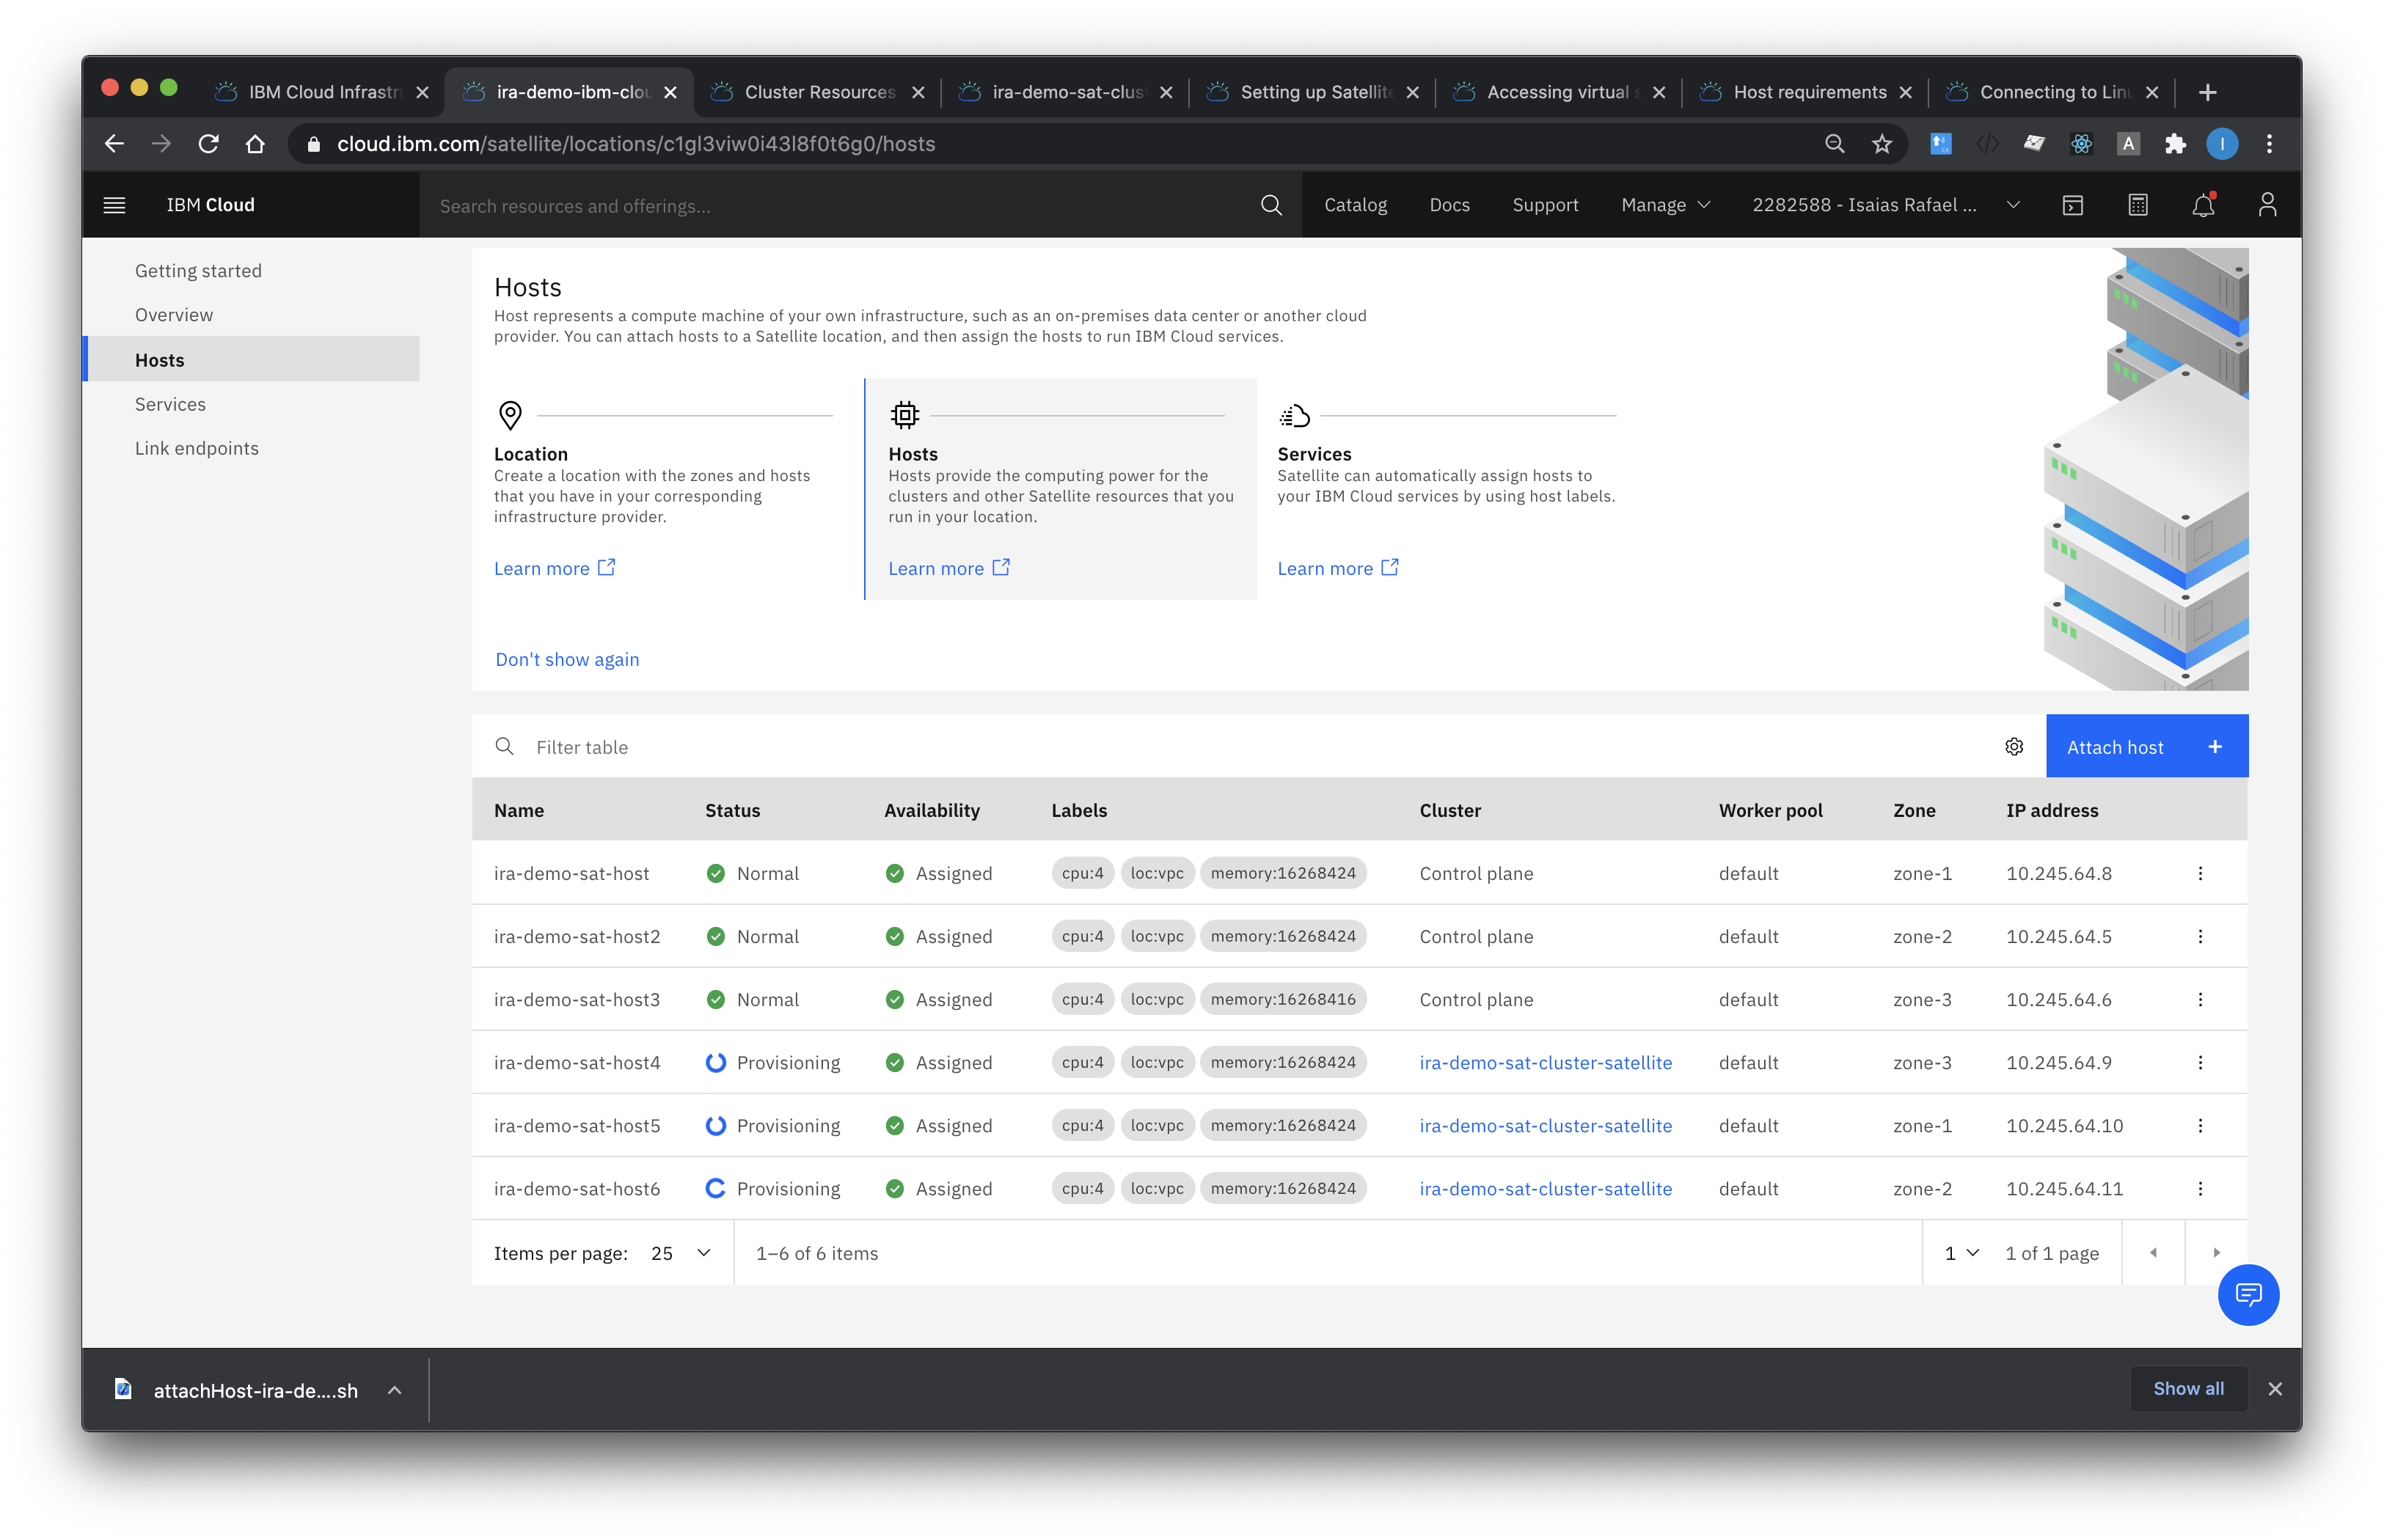 IBM Cloud Infrastr
ira-demo-ibm-clou
Cluster Resources
ira-demo-sat-clus
Setting up Satellite
Accessing virtual s
Host requirements
Connecting to Linu
cloud.ibm.com/satellite/locations/c1gl3viw0i43l8f0t6g0/hosts
A
I
IBM Cloud
Search resources and offerings...
Catalog
Docs
Support
Manage
2282588 - Isaias Rafael ...
Getting started
Overview
Hosts
Services
Link endpoints
Hosts
Host represents a compute machine of your own infrastructure, such as an on-premises data center or another cloud
provider. You can attach hosts to a Satellite location, and then assign the hosts to run IBM Cloud services.
Location
Create a location with the zones and hosts
that you have in your corresponding
infrastructure provider.
Learn more
Hosts
Hosts provide the computing power for the
clusters and other Satellite resources that you
run in your location.
Learn more
Services
Satellite can automatically assign hosts to
your IBM Cloud services by using host labels.
Learn more
Don't show again
Filter table
Attach host +
Name Status Availability Labels Cluster Worker pool Zone IP address
ira-demo-sat-host Normal Assigned cpu:4 loc:vpc memory:16268424 Control plane default zone-1 10.245.64.8
ira-demo-sat-host2 Normal Assigned cpu:4 loc:vpc memory:16268424 Control plane default zone-2 10.245.64.5
ira-demo-sat-host3 Normal Assigned cpu:4 loc:vpc memory:16268416 Control plane default zone-3 10.245.64.6
ira-demo-sat-host4 Provisioning Assigned cpu:4 loc:vpc memory:16268424 ira-demo-sat-cluster-satellite default zone-3 10.245.64.9
ira-demo-sat-host5 Provisioning Assigned cpu:4 loc:vpc memory:16268424 ira-demo-sat-cluster-satellite default zone-1 10.245.64.10
ira-demo-sat-host6 Provisioning Assigned cpu:4 loc:vpc memory:16268424 ira-demo-sat-cluster-satellite default zone-2 10.245.64.11
Items per page: 25 1–6 of 6 items 1 1 of 1 page
attachHost-ira-de....sh
Show all